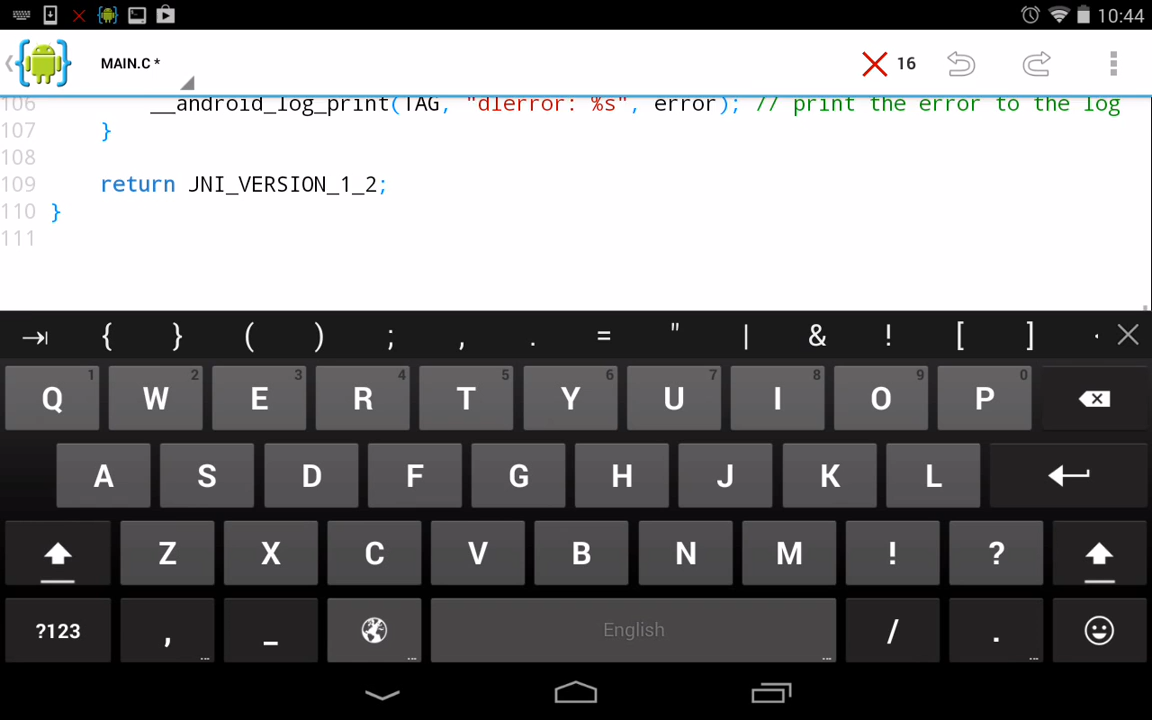 10:44
MAIN.C *
16
106 __android_log_print(TAG, "dlerror: %s", error); // print the error to the log
107 }
108
109 return JNI_VERSION_1_2;
110 }
111
{ } ( ) ; , . = " | & ! [ ]
Q 1 W 2 E 3 R 4 T 5 Y 6 U 7 I 8 O 9 P 0
A S D F G H J K L
Z X C V B N M ! ?
?123 , ... _ ... English ... / . ...